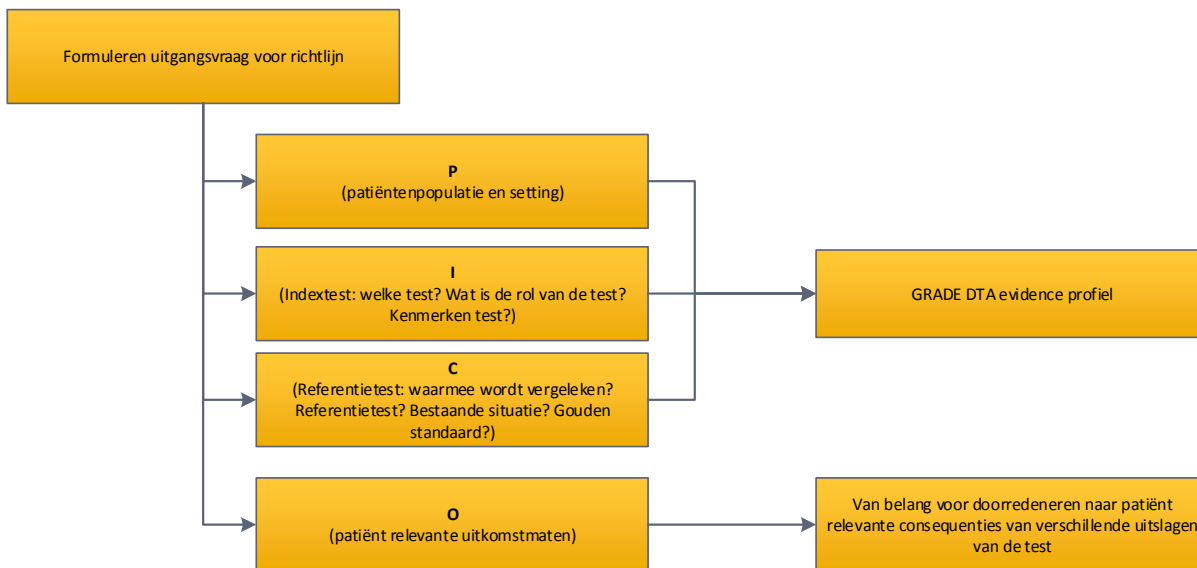 Formuleren uitgangsvraag voor richtlijn
P
(patiëntenpopulatie en setting)
I
(Indextest: welke test? Wat is de rol van de test?
Kenmerken test?)
GRADE DTA evidence profiel
C
(Referentietest: waarmee wordt vergeleken?
Referentietest? Bestaande situatie? Gouden
standaard?)
O
(patiënt relevante uitkomstmaten)
Van belang voor doorredeneren naar patiënt
relevante consequenties van verschillende uitslagen
van de test